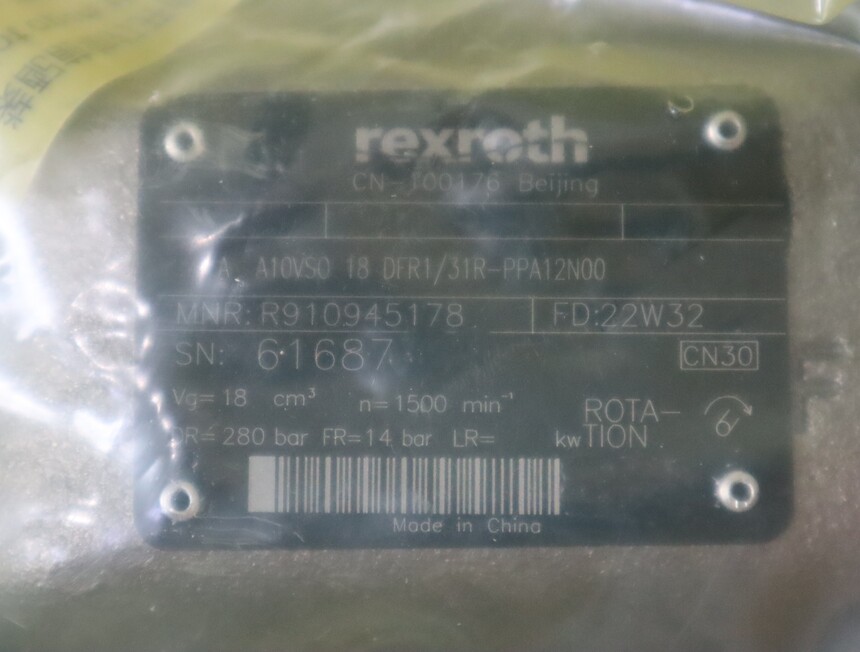 rexroth
CN-100176 Beijing
A A10VSO 18 DFR1/31R-PPA12N00
MNR: R910945178 FD:22W32
SN: 61687 CN30
Vg= 18 cm³ n=1500 min⁻¹
ROTA-TION
DR= 280 bar FR=14 bar LR= kw
Made in China